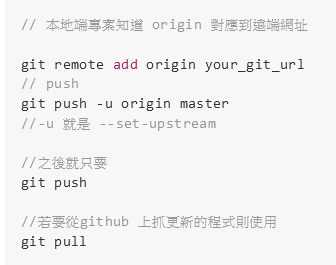 // 本地端專案知道 origin 對應到遠端網址
git remote add origin your_git_url
// push
git push -u origin master
//-u 就是 --set-upstream
//之後就只要
git push
//若要從github 上抓更新的程式則使用
git pull